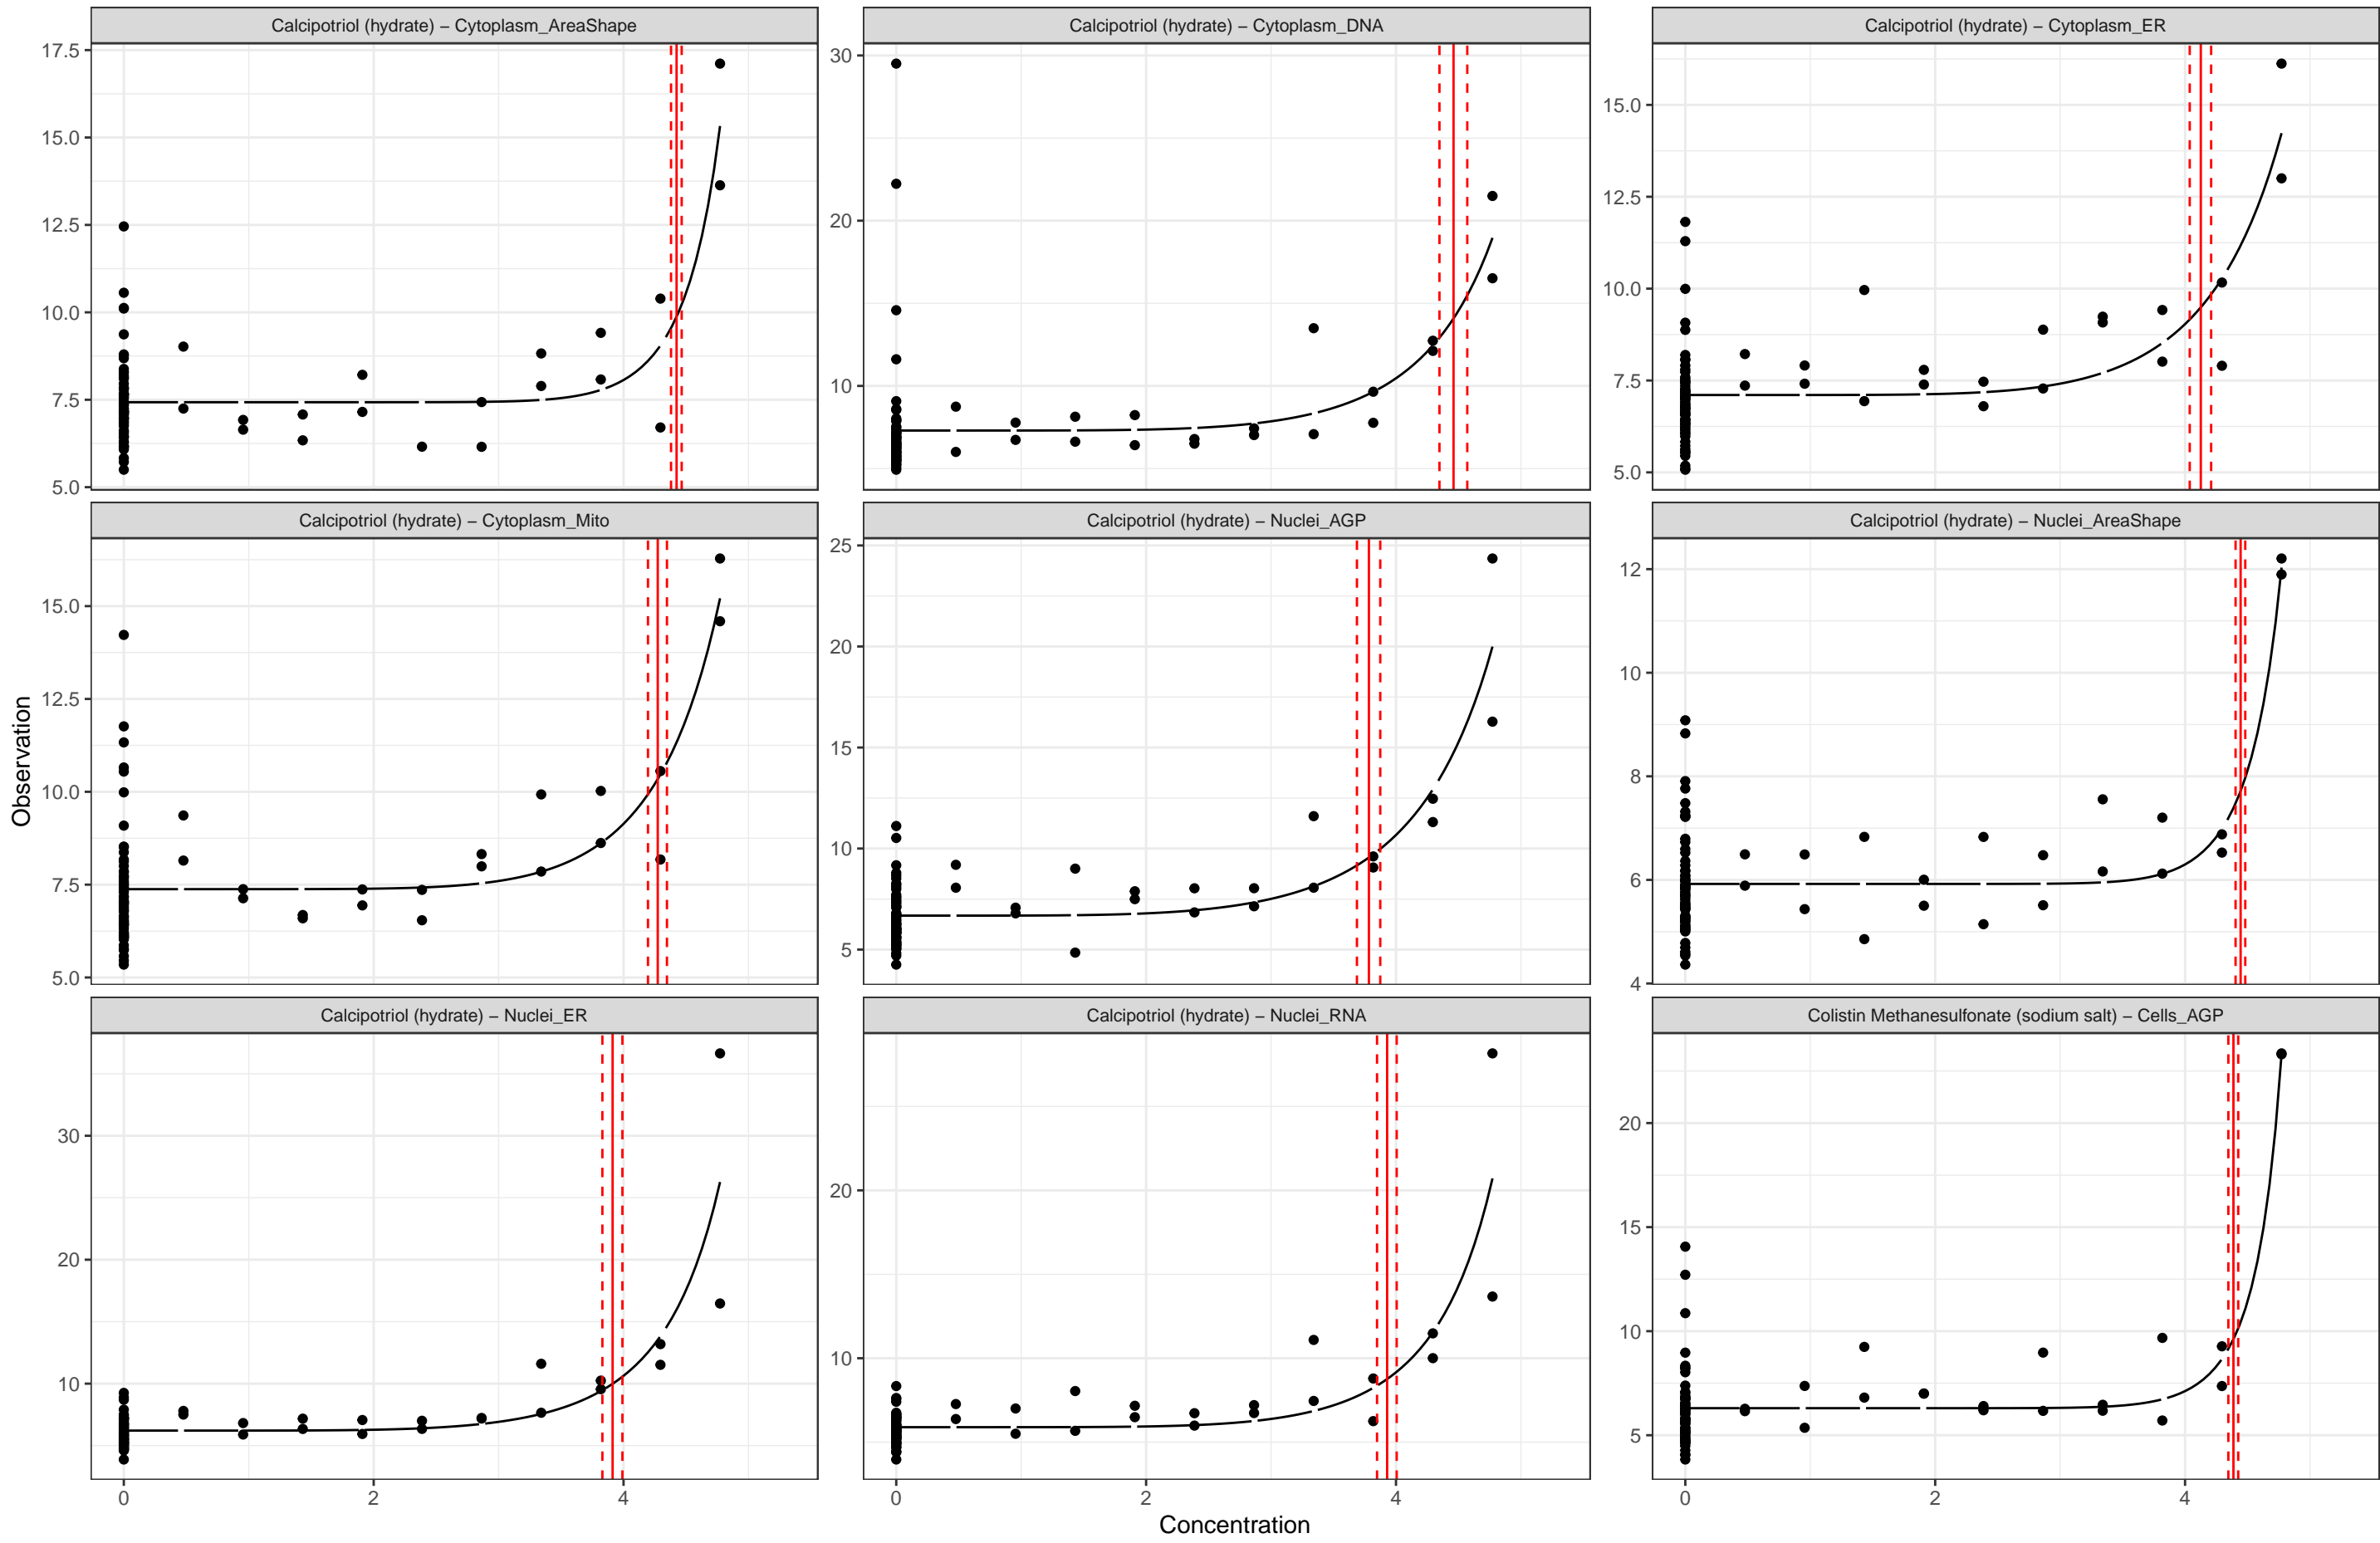 Calcipotriol (hydrate) – Cytoplasm_AreaShape
Calcipotriol (hydrate) – Cytoplasm_DNA
Calcipotriol (hydrate) – Cytoplasm_ER
17.5
15.0
12.5
10.0
7.5
5.0
30
20
10
15.0
12.5
10.0
7.5
5.0
Calcipotriol (hydrate) – Cytoplasm_Mito
Calcipotriol (hydrate) – Nuclei_AGP
Calcipotriol (hydrate) – Nuclei_AreaShape
15.0
12.5
10.0
7.5
5.0
25
20
15
10
5
12
10
8
6
4
Calcipotriol (hydrate) – Nuclei_ER
Calcipotriol (hydrate) – Nuclei_RNA
Colistin Methanesulfonate (sodium salt) – Cells_AGP
30
20
10
20
10
20
15
10
5
0 2 4
0 2 4
0 2 4
Observation
Concentration